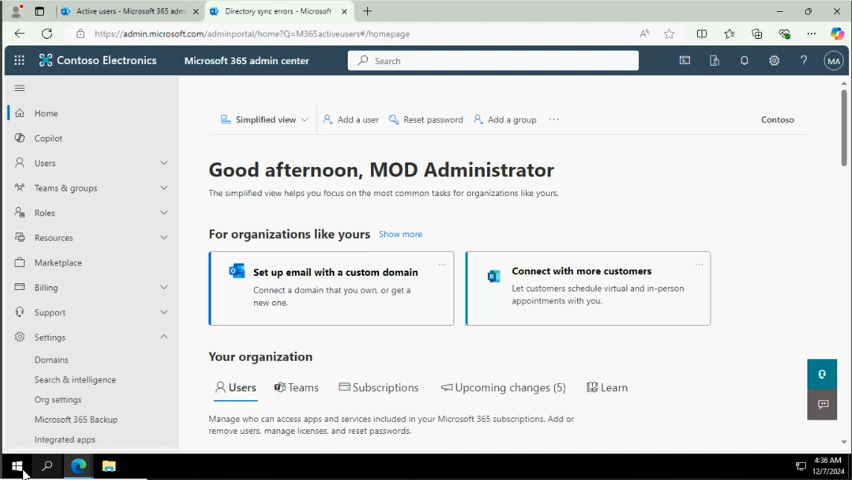 Active users - Microsoft 365 adm
Directory sync errors - Microsoft
https://admin.microsoft.com/adminportal/home?Q=M365activeusers#/homepage
Contoso Electronics
Microsoft 365 admin center
Search
MA
Home
Copilot
Users
Teams & groups
Roles
Resources
Marketplace
Billing
Support
Settings
Domains
Search & intelligence
Org settings
Microsoft 365 Backup
Integrated apps
Simplified view
Add a user
Reset password
Add a group
Contoso
Good afternoon, MOD Administrator
The simplified view helps you focus on the most common tasks for organizations like yours.
For organizations like yours Show more
Set up email with a custom domain
Connect a domain that you own, or get a
new one.
Connect with more customers
Let customers schedule virtual and in-person
appointments with you.
Your organization
Users
Teams
Subscriptions
Upcoming changes (5)
Learn
Manage who can access apps and services included in your Microsoft 365 subscriptions. Add or
remove users, manage licenses, and reset passwords.
4:36 AM
12/7/2024